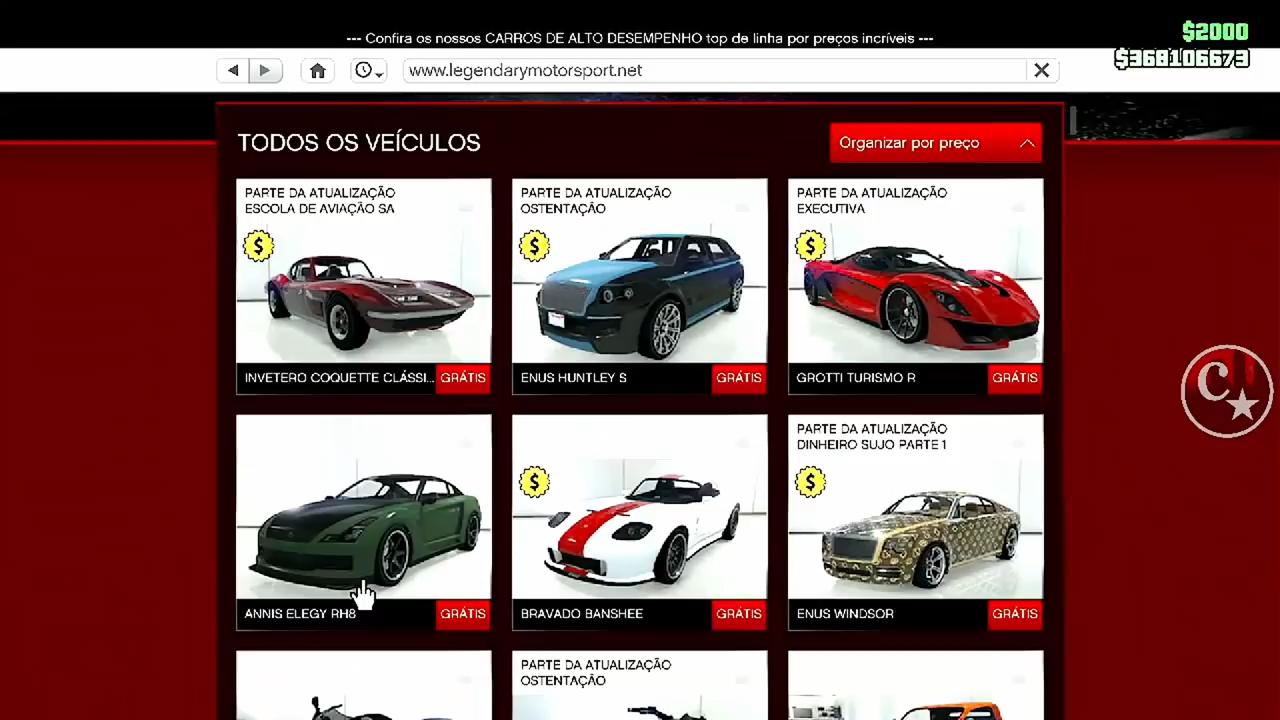 --- Confira os nossos CARROS DE ALTO DESEMPENHO top de linha por preços incríveis ---
$2000
$368106673
www.legendarymotorsport.net
TODOS OS VEÍCULOS
Organizar por preço
PARTE DA ATUALIZAÇÃO
ESCOLA DE AVIAÇÃO SA
$
INVETERO COQUETTE CLÁSSI...
GRÁTIS
PARTE DA ATUALIZAÇÃO
OSTENTAÇÃO
$
ENUS HUNTLEY S
GRÁTIS
PARTE DA ATUALIZAÇÃO
EXECUTIVA
$
GROTTI TURISMO R
GRÁTIS
ANNIS ELEGY RH8
GRÁTIS
$
BRAVADO BANSHEE
GRÁTIS
PARTE DA ATUALIZAÇÃO
DINHEIRO SUJO PARTE 1
$
ENUS WINDSOR
GRÁTIS
PARTE DA ATUALIZAÇÃO
OSTENTAÇÃO
C